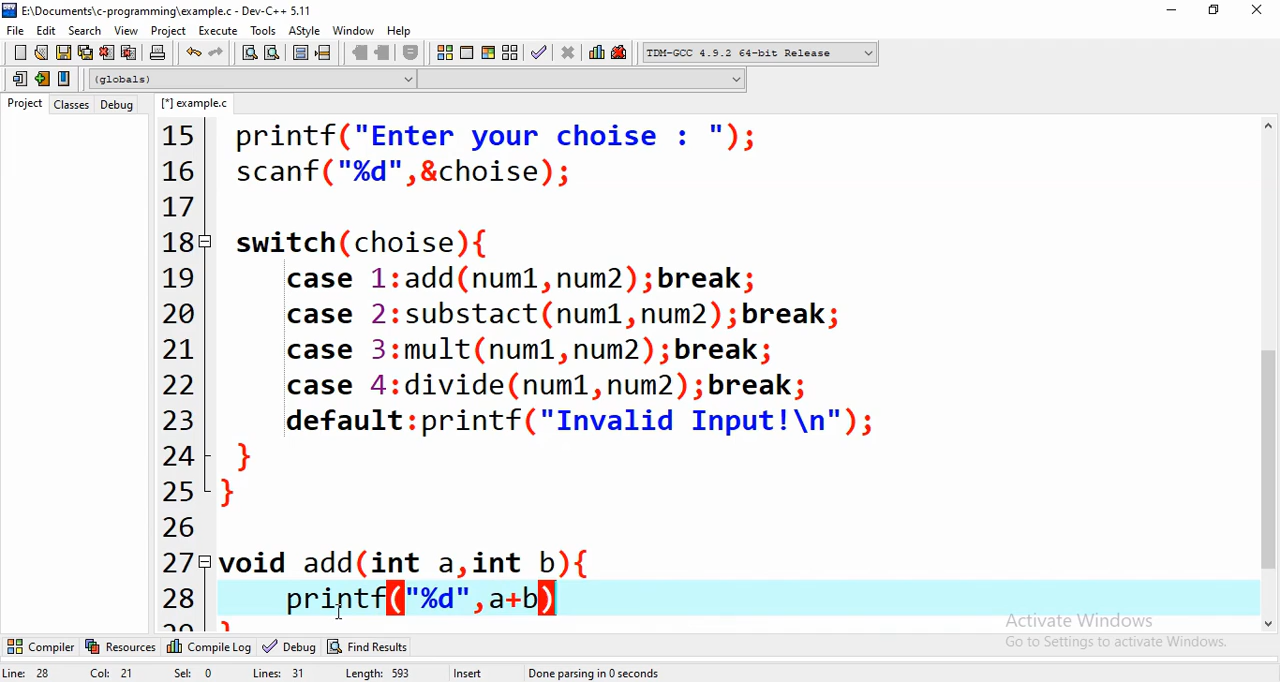 E:\Documents\c-programming\example.c - Dev-C++ 5.11
File Edit Search View Project Execute Tools AStyle Window Help
TDM-GCC 4.9.2 64-bit Release
(globals)
Project Classes Debug [*] example.c
15 printf("Enter your choise : ");
16 scanf("%d",&choise);
17
18 switch(choise){
19 case 1:add(num1,num2);break;
20 case 2:substact(num1,num2);break;
21 case 3:mult(num1,num2);break;
22 case 4:divide(num1,num2);break;
23 default:printf("Invalid Input!\n");
24 }
25 }
26
27 void add(int a,int b){
28 printf("%d",a+b)
29 }
Activate Windows
Go to Settings to activate Windows.
Compiler Resources Compile Log Debug Find Results
Line: 28 Col: 21 Sel: 0 Lines: 31 Length: 593 Insert Done parsing in 0 seconds